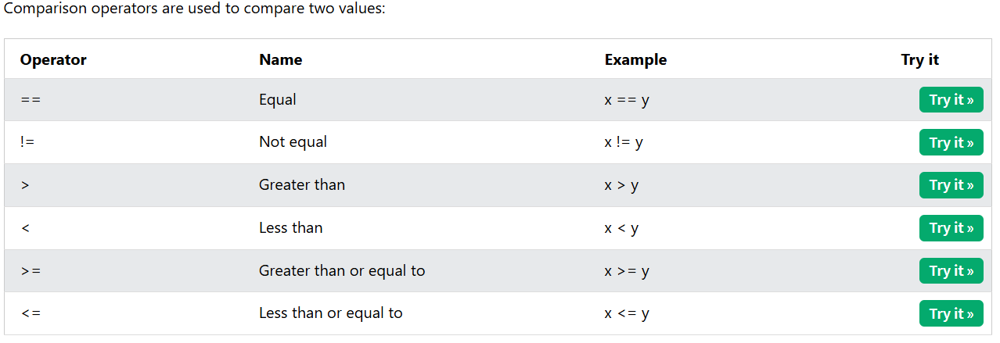 Comparison operators are used to compare two values:
Operator Name Example Try it
== Equal x == y Try it »
!= Not equal x != y Try it »
> Greater than x > y Try it »
< Less than x < y Try it »
>= Greater than or equal to x >= y Try it »
<= Less than or equal to x <= y Try it »